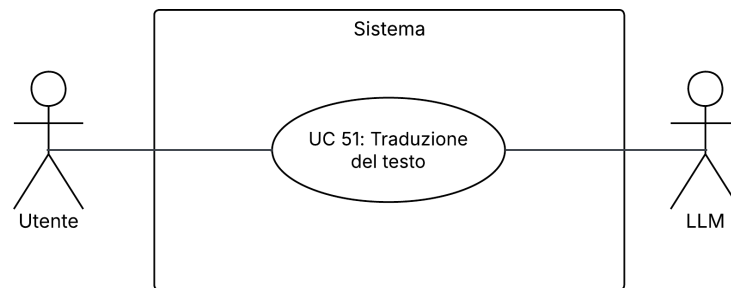 Sistema
UC 51: Traduzione
del testo
Utente
LLM